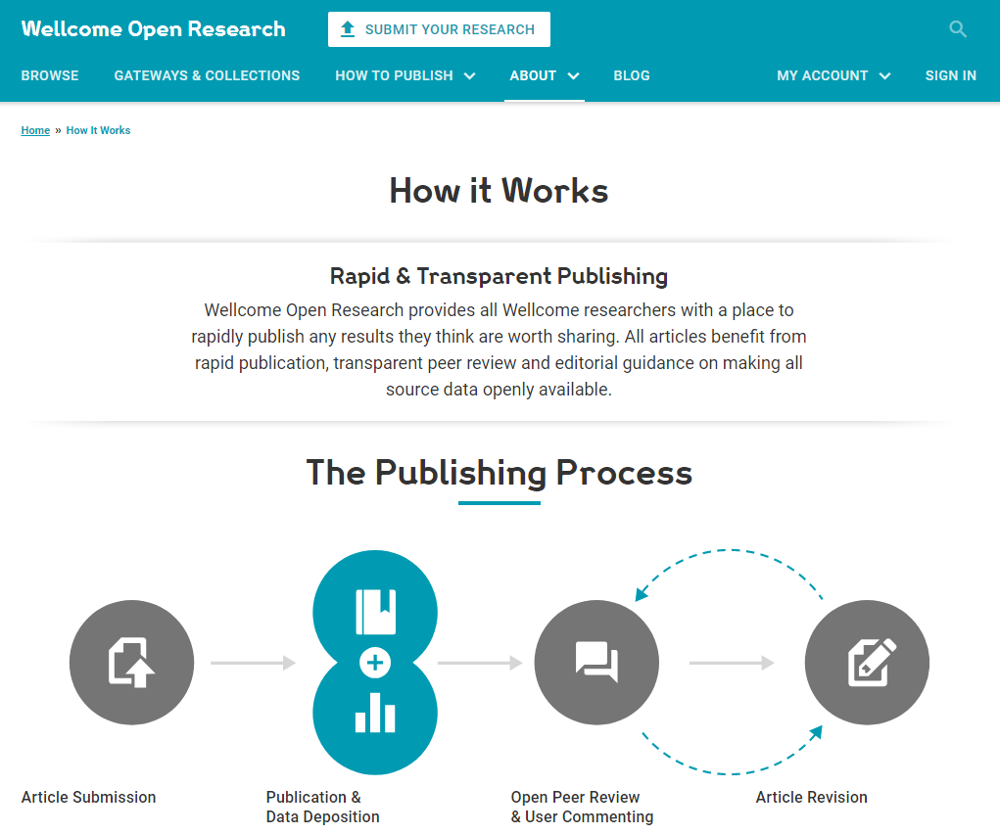 Wellcome Open Research
SUBMIT YOUR RESEARCH
BROWSE
GATEWAYS & COLLECTIONS
HOW TO PUBLISH
ABOUT
BLOG
MY ACCOUNT
SIGN IN
Home » How It Works
How it Works
Rapid & Transparent Publishing
Wellcome Open Research provides all Wellcome researchers with a place to
rapidly publish any results they think are worth sharing. All articles benefit from
rapid publication, transparent peer review and editorial guidance on making all
source data openly available.
The Publishing Process
Article Submission
Publication &
Data Deposition
Open Peer Review
& User Commenting
Article Revision